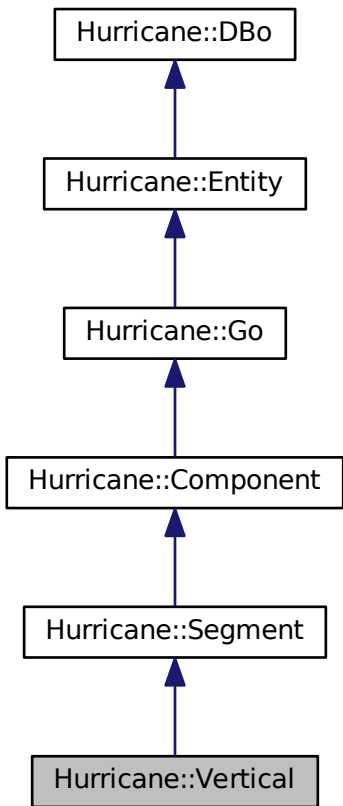 Hurricane::DBo
Hurricane::Entity
Hurricane::Go
Hurricane::Component
Hurricane::Segment
Hurricane::Vertical